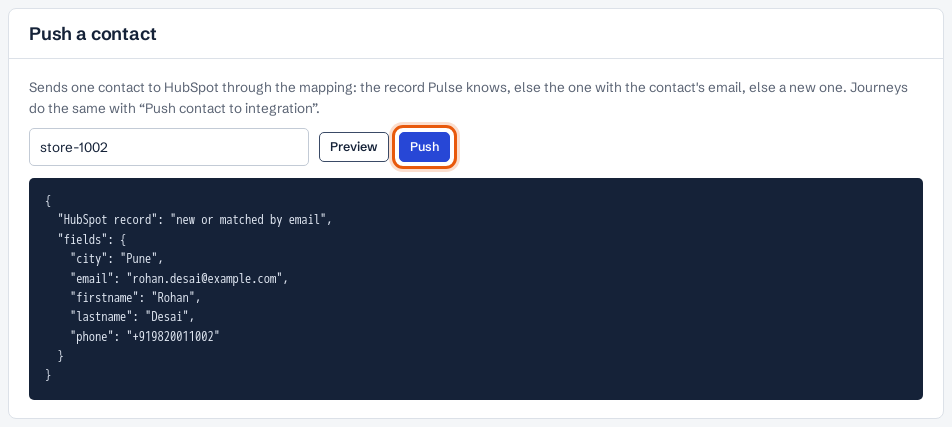 Push a contact
Sends one contact to HubSpot through the mapping: the record Pulse knows, else the one with the contact's email, else a new one. Journeys
do the same with “Push contact to integration”.
store-1002
Preview
Push
{
  "HubSpot record": "new or matched by email",
  "fields": {
    "city": "Pune",
    "email": "rohan.desai@example.com",
    "firstname": "Rohan",
    "lastname": "Desai",
    "phone": "+919820011002"
  }
}